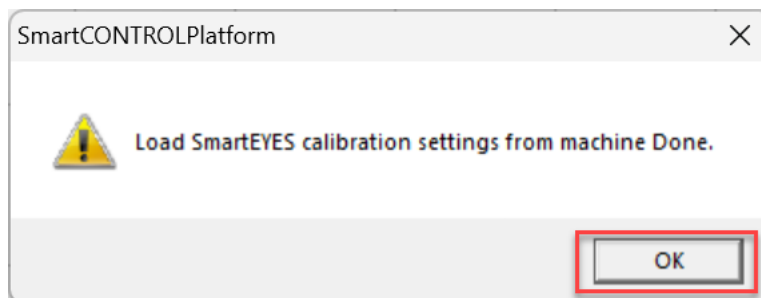 SmartCONTROLPlatform
Load SmartEYES calibration settings from machine Done.
OK